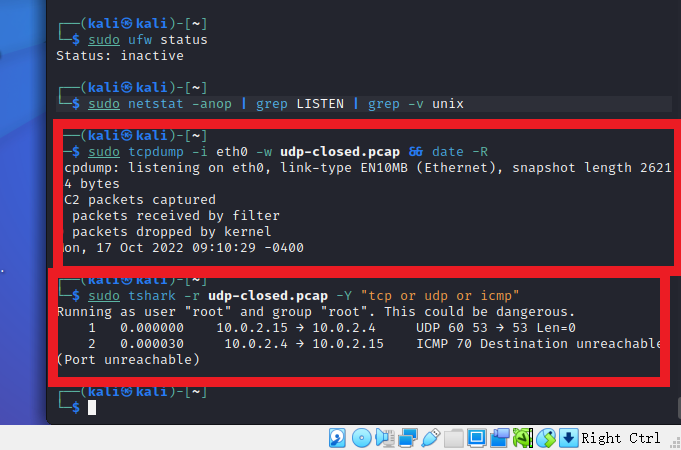 ┌──(kali㉿kali)-[~]
└─$ sudo ufw status
Status: inactive
┌──(kali㉿kali)-[~]
└─$ sudo netstat -anop | grep LISTEN | grep -v unix
──(kali㉿kali)-[~]
─$ sudo tcpdump -i eth0 -w udp-closed.pcap && date -R
cpdump: listening on eth0, link-type EN10MB (Ethernet), snapshot length 2621
4 bytes
C2 packets captured
packets received by filter
packets dropped by kernel
on, 17 Oct 2022 09:10:29 -0400
──(kali㉿kali)-[~]
└─$ sudo tshark -r udp-closed.pcap -Y "tcp or udp or icmp"
Running as user "root" and group "root". This could be dangerous.
1 0.000000 10.0.2.15 → 10.0.2.4 UDP 60 53 → 53 Len=0
2 0.000030 10.0.2.4 → 10.0.2.15 ICMP 70 Destination unreachable
(Port unreachable)
┌──(kali㉿kali)-[~]
└─$
Right Ctrl